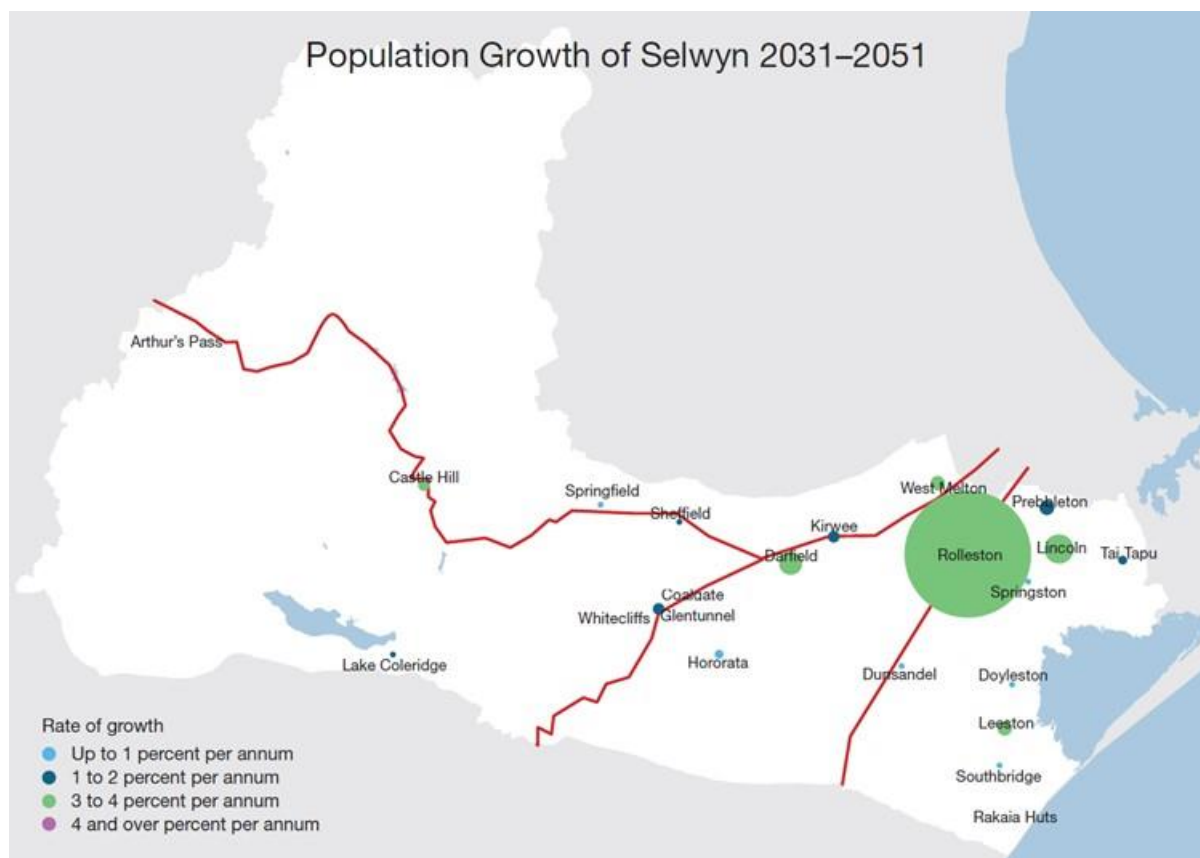 Population Growth of Selwyn 2031–2051
Arthur's Pass
Castle Hill
Springfield
Sheffield
West Melton
Prebbleton
Kirwee
Darfield
Rolleston
Lincoln
Tai Tapu
Springston
Coalgate
Whitecliffs
Glentunnel
Hororata
Lake Coleridge
Dunsandel
Doyleston
Leeston
Southbridge
Rakaia Huts
Rate of growth
Up to 1 percent per annum
1 to 2 percent per annum
3 to 4 percent per annum
4 and over percent per annum